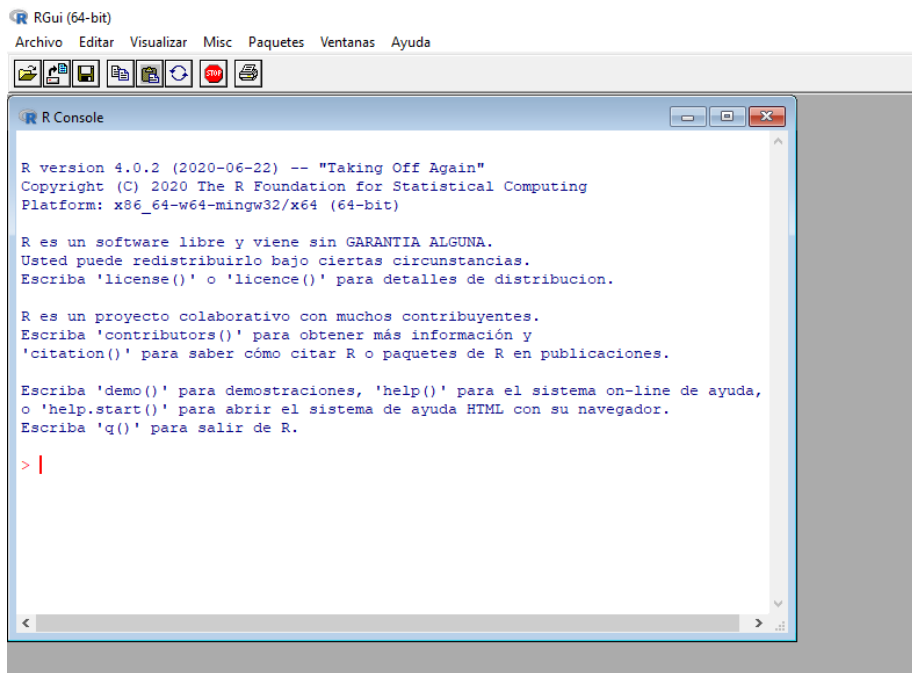 RGui (64-bit)
Archivo Editar Visualizar Misc Paquetes Ventanas Ayuda
STOP
R Console
R version 4.0.2 (2020-06-22) -- "Taking Off Again"
Copyright (C) 2020 The R Foundation for Statistical Computing
Platform: x86_64-w64-mingw32/x64 (64-bit)
R es un software libre y viene sin GARANTIA ALGUNA.
Usted puede redistribuirlo bajo ciertas circunstancias.
Escriba 'license()' o 'licence()' para detalles de distribucion.
R es un proyecto colaborativo con muchos contribuyentes.
Escriba 'contributors()' para obtener más información y
'citation()' para saber cómo citar R o paquetes de R en publicaciones.
Escriba 'demo()' para demostraciones, 'help()' para el sistema on-line de ayuda,
o 'help.start()' para abrir el sistema de ayuda HTML con su navegador.
Escriba 'q()' para salir de R.
>